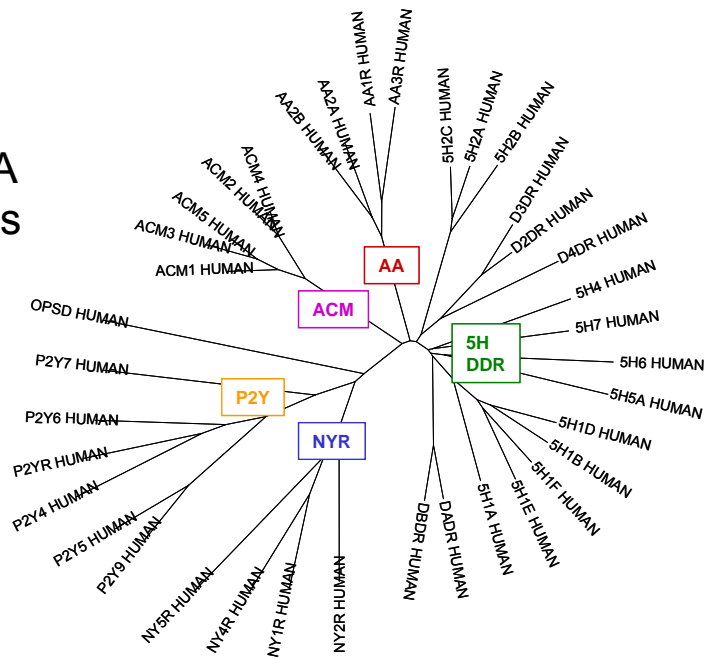 A
s
AA1R HUMAN
AA3R HUMAN
AA2A HUMAN
AA2B HUMAN
5H2C HUMAN
5H2A HUMAN
5H2B HUMAN
D3DR HUMAN
D2DR HUMAN
D4DR HUMAN
5H4 HUMAN
5H7 HUMAN
5H6 HUMAN
5H5A HUMAN
5H1D HUMAN
5H1B HUMAN
5H1F HUMAN
5H1E HUMAN
5H1A HUMAN
DADR HUMAN
DBDR HUMAN
NY2R HUMAN
NY1R HUMAN
NY4R HUMAN
NY5R HUMAN
P2Y9 HUMAN
P2Y5 HUMAN
P2Y4 HUMAN
P2YR HUMAN
P2Y6 HUMAN
P2Y7 HUMAN
OPSD HUMAN
ACM1 HUMAN
ACM3 HUMAN
ACM5 HUMAN
ACM2 HUMAN
ACM4 HUMAN
AA
ACM
5H
DDR
P2Y
NYR